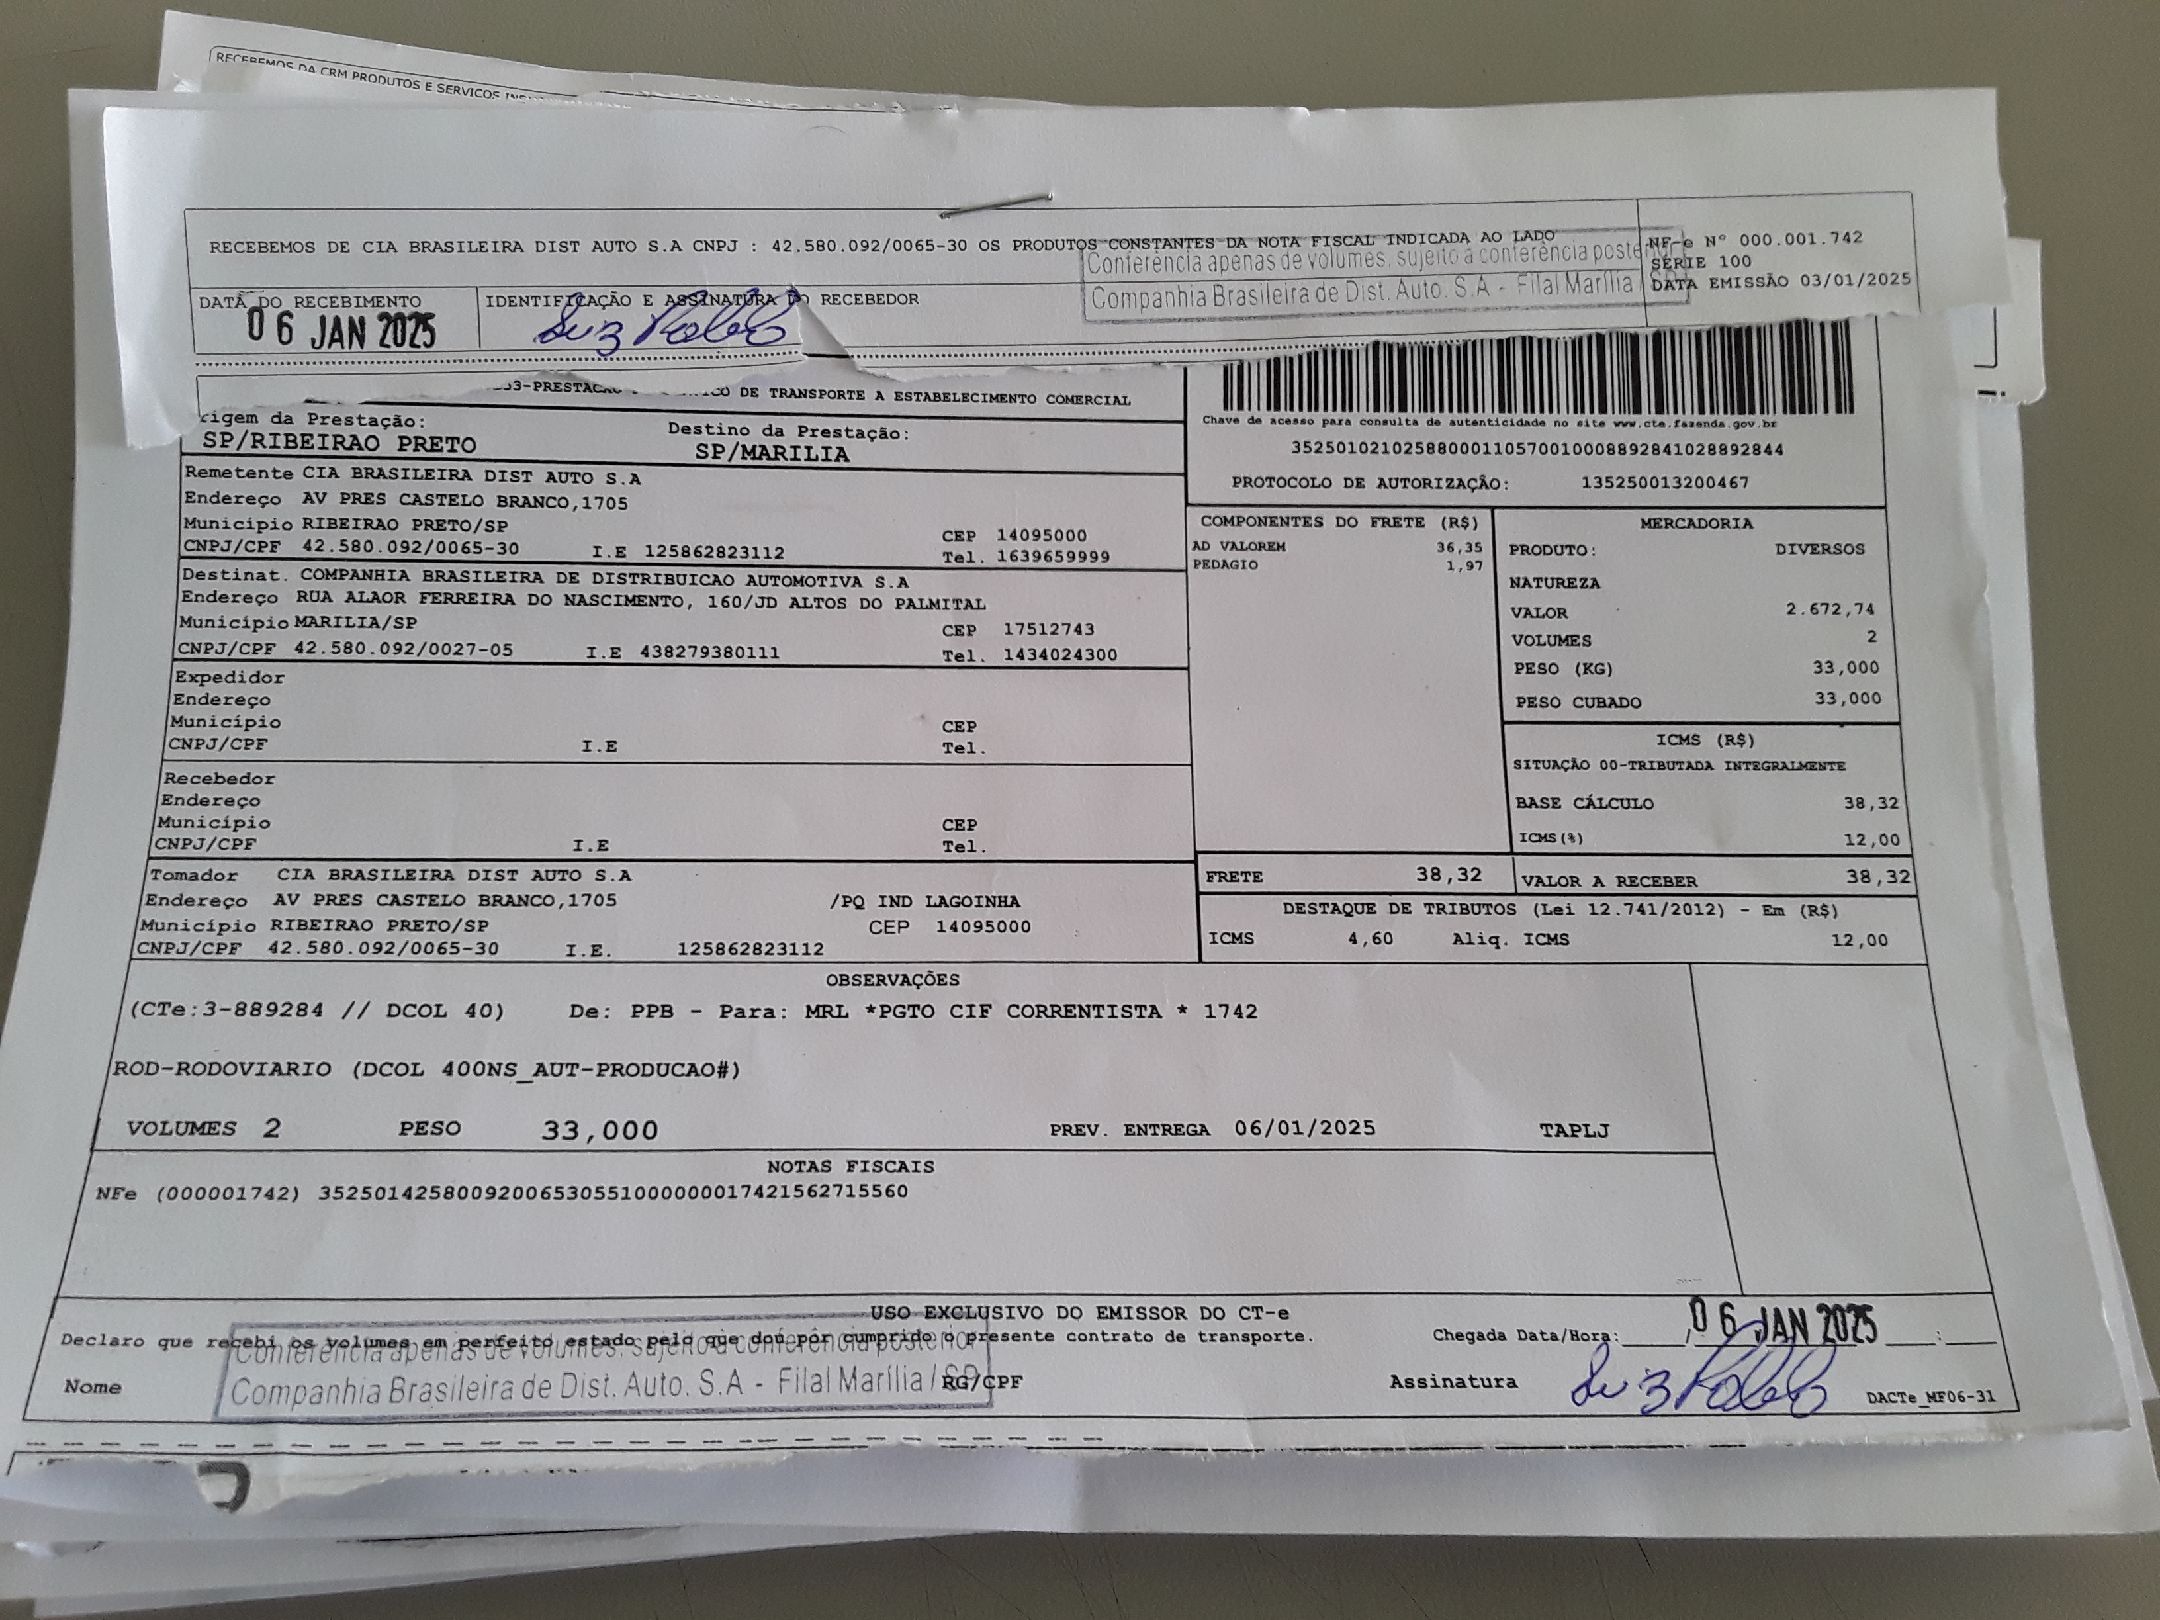 RECEBEMOS DA CRM PRODUTOS E SERVICOS
RECEBEMOS DE CIA BRASILEIRA DIST AUTO S.A CNPJ : 42.580.092/0065-30 OS PRODUTOS CONSTANTES DA NOTA FISCAL INDICADA AO LADO
NF-e Nº 000.001.742
SÉRIE 100
DATA EMISSÃO 03/01/2025
Conferência apenas de volumes, sujeito a conferência posterior
Companhia Brasileira de Dist. Auto. S.A - Filal Marília / SP
DATA DO RECEBIMENTO
06 JAN 2025
IDENTIFICAÇÃO E ASSINATURA DO RECEBEDOR
-PRESTACAO DE TRANSPORTE A ESTABELECIMENTO COMERCIAL
rigem da Prestação:
SP/RIBEIRAO PRETO
Destino da Prestação:
SP/MARILIA
Chave de acesso para consulta de autenticidade no site www.cte.fazenda.gov.br
35250102102588000110570010008892841028892844
PROTOCOLO DE AUTORIZAÇÃO: 135250013200467
Remetente CIA BRASILEIRA DIST AUTO S.A
Endereço AV PRES CASTELO BRANCO,1705
Município RIBEIRAO PRETO/SP CEP 14095000
CNPJ/CPF 42.580.092/0065-30 I.E 125862823112 Tel. 1639659999
Destinat. COMPANHIA BRASILEIRA DE DISTRIBUICAO AUTOMOTIVA S.A
Endereço RUA ALAOR FERREIRA DO NASCIMENTO, 160/JD ALTOS DO PALMITAL
Município MARILIA/SP CEP 17512743
CNPJ/CPF 42.580.092/0027-05 I.E 438279380111 Tel. 1434024300
Expedidor
Endereço
Município CEP
CNPJ/CPF I.E Tel.
Recebedor
Endereço
Município CEP
CNPJ/CPF I.E Tel.
Tomador CIA BRASILEIRA DIST AUTO S.A
Endereço AV PRES CASTELO BRANCO,1705 /PQ IND LAGOINHA
Município RIBEIRAO PRETO/SP CEP 14095000
CNPJ/CPF 42.580.092/0065-30 I.E. 125862823112
COMPONENTES DO FRETE (R$)
AD VALOREM 36,35
PEDAGIO 1,97
MERCADORIA
PRODUTO: DIVERSOS
NATUREZA
VALOR 2.672,74
VOLUMES 2
PESO (KG) 33,000
PESO CUBADO 33,000
ICMS (R$)
SITUAÇÃO 00-TRIBUTADA INTEGRALMENTE
BASE CÁLCULO 38,32
ICMS(%) 12,00
FRETE 38,32 VALOR A RECEBER 38,32
DESTAQUE DE TRIBUTOS (Lei 12.741/2012) - Em (R$)
ICMS 4,60 Aliq. ICMS 12,00
OBSERVAÇÕES
(CTe:3-889284 // DCOL 40) De: PPB - Para: MRL *PGTO CIF CORRENTISTA * 1742
ROD-RODOVIARIO (DCOL 400NS_AUT-PRODUCAO#)
VOLUMES 2 PESO 33,000 PREV. ENTREGA 06/01/2025 TAPLJ
NOTAS FISCAIS
NFe (000001742) 35250142580092006530551000000017421562715560
USO EXCLUSIVO DO EMISSOR DO CT-e
Declaro que recebi os volumes em perfeito estado pelo que dou por cumprido o presente contrato de transporte. Chegada Data/Hora: __/__ __:__
06 JAN 2025
Conferência apenas de volumes, sujeito a conferência posterior
Companhia Brasileira de Dist. Auto. S.A - Filal Marília / SP
Nome RG/CPF Assinatura
DACTe_MF06-31